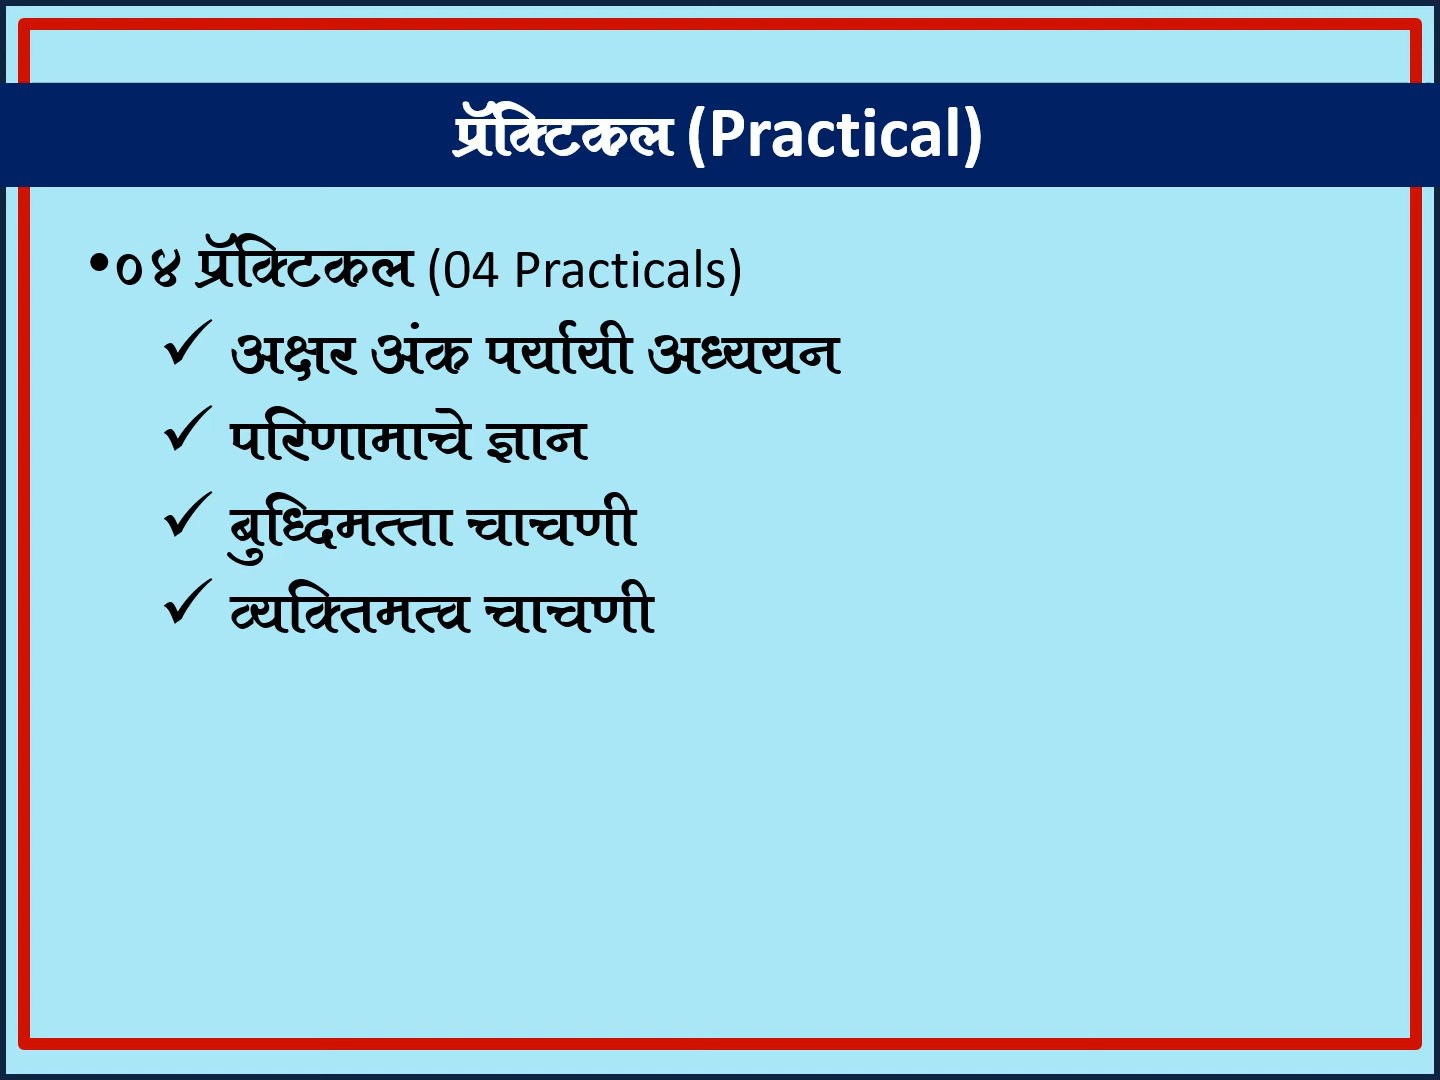 प्रॅक्टिकल (Practical)
•०४ प्रॅक्टिकल (04 Practicals)
✓ अक्षर अंक पर्यायी अध्ययन
✓ परिणामाचे ज्ञान
✓ बुध्दिमत्ता चाचणी
✓ व्यक्तिमत्व चाचणी